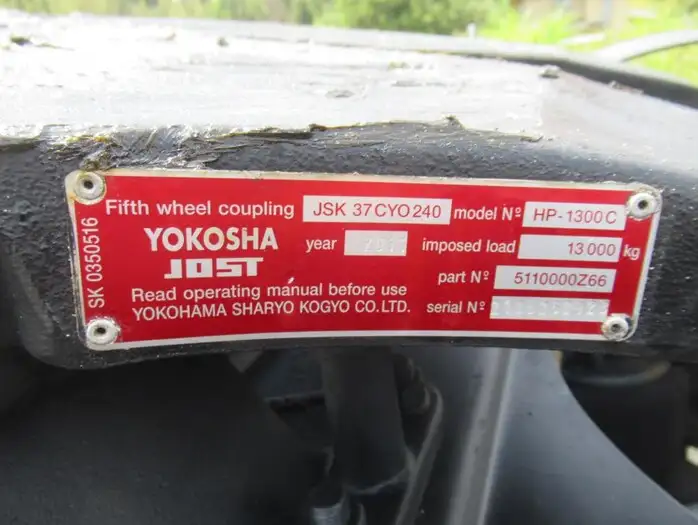 SK 0350516
Fifth wheel coupling JSK 37CYO240 model Nº HP-1300C
YOKOSHA
JOST
year
imposed load 13 000 kg
part Nº 5110000Z66
Read operating manual before use
YOKOHAMA SHARYO KOGYO CO.LTD.
serial Nº